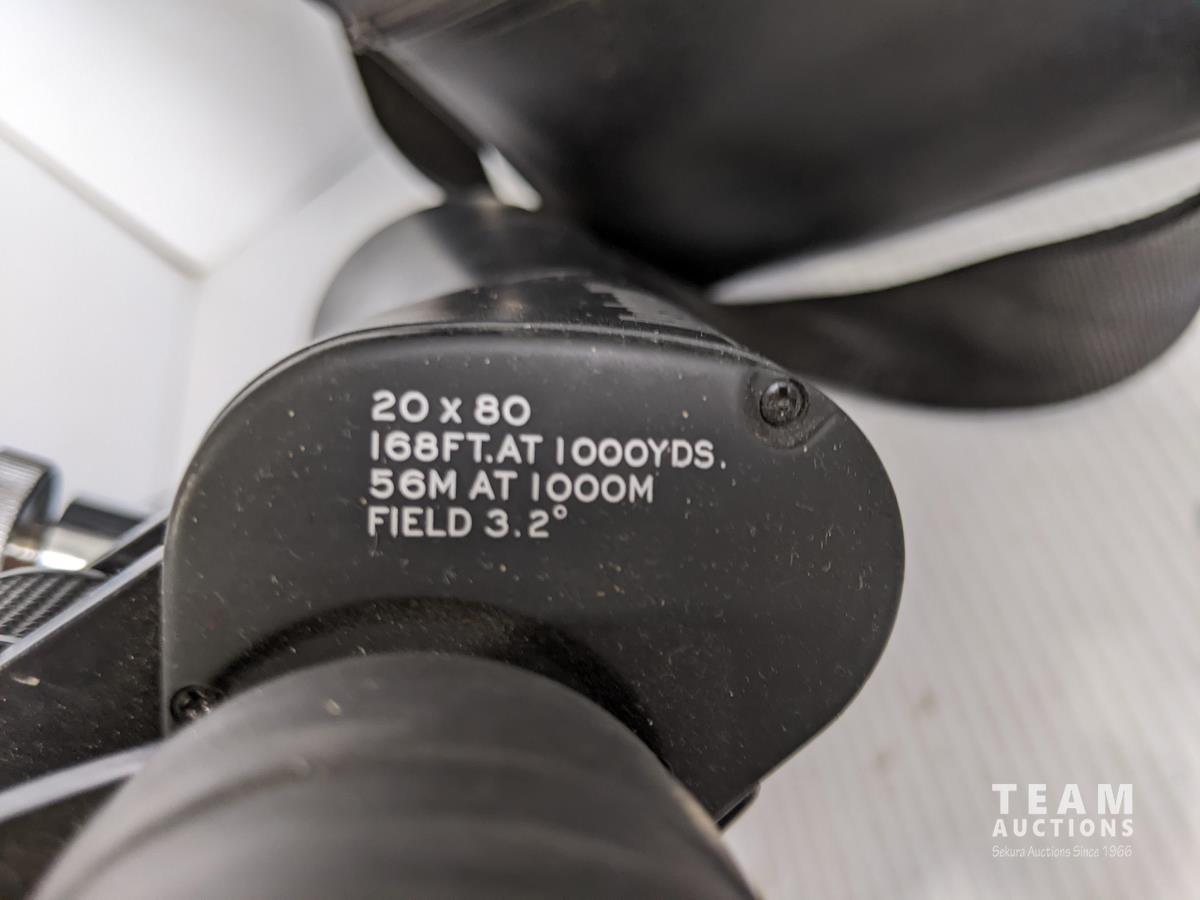 20 x 80
168FT.AT 1000YDS.
56M AT 1000M
FIELD 3.2°
TEAM
AUCTIONS
Sekura Auctions Since 1966